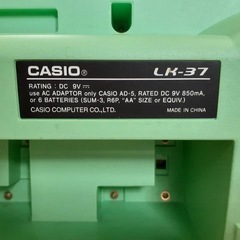 CASIO® LK-37
RATING : DC 9V ⎓
use AC ADAPTOR only CASIO AD-5, RATED DC 9V 850mA,
or 6 BATTERIES (SUM-3, R6P, "AA" SIZE or EQUIV.)
CASIO COMPUTER CO.,LTD. MADE IN CHINA